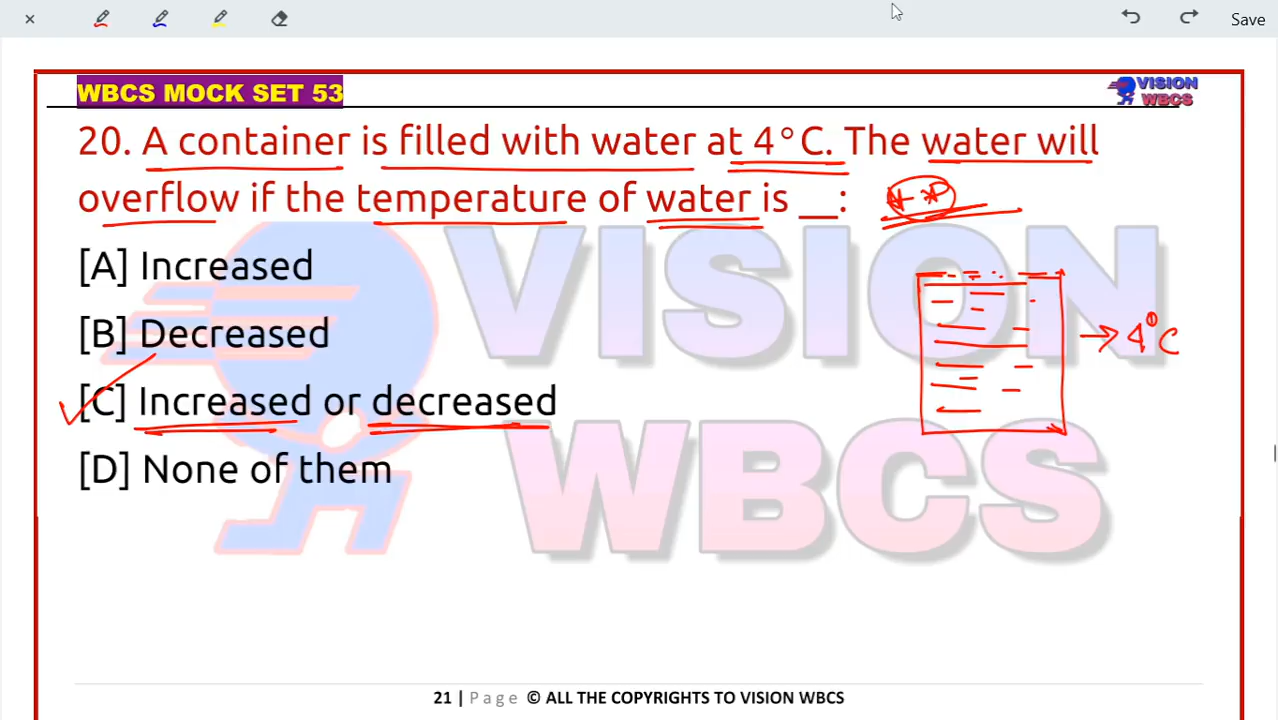 Save
WBCS MOCK SET 53
VISION
WBCS
20. A container is filled with water at 4°C. The water will
overflow if the temperature of water is __:
[A] Increased
[B] Decreased
[C] Increased or decreased
[D] None of them
→ 4°C
VISION
WBCS
21 | Page © ALL THE COPYRIGHTS TO VISION WBCS